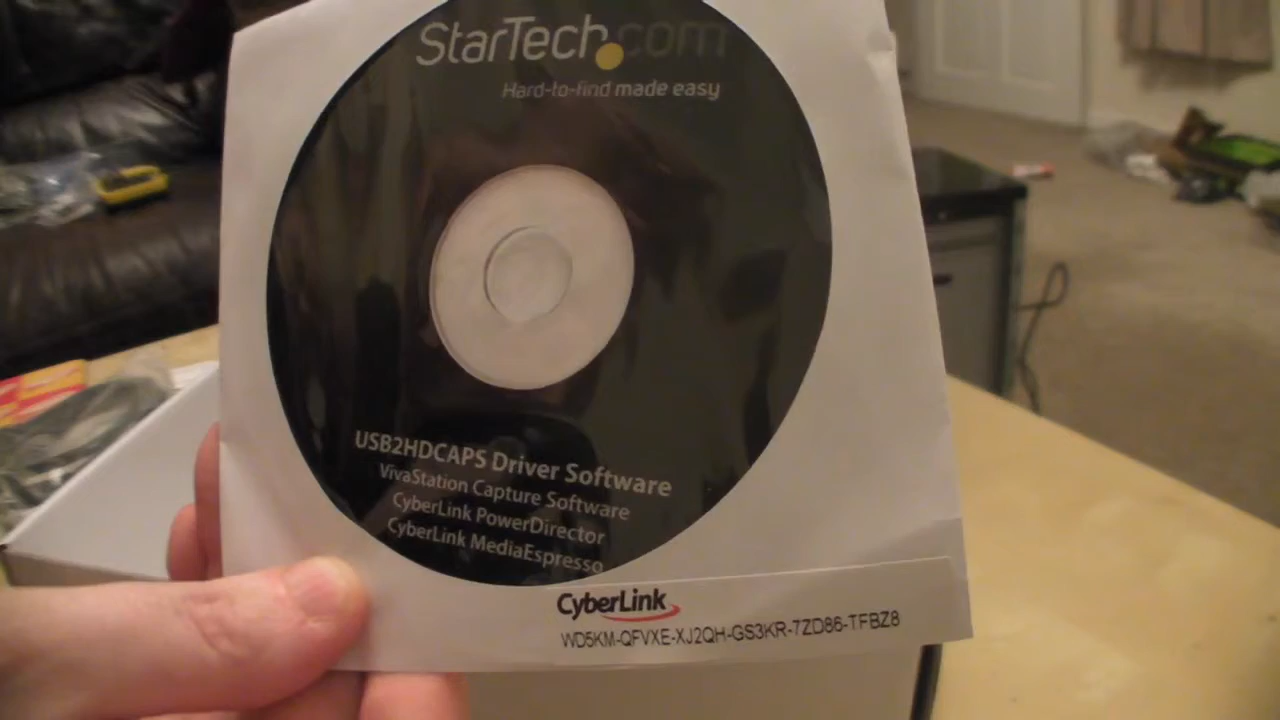 StarTech.com
Hard-to-find made easy
USB2HDCAPS Driver Software
VivaStation Capture Software
CyberLink PowerDirector
CyberLink MediaEspresso
CyberLink
WD5KM-QFVXE-XJ2QH-GS3KR-7ZD86-TFBZ8